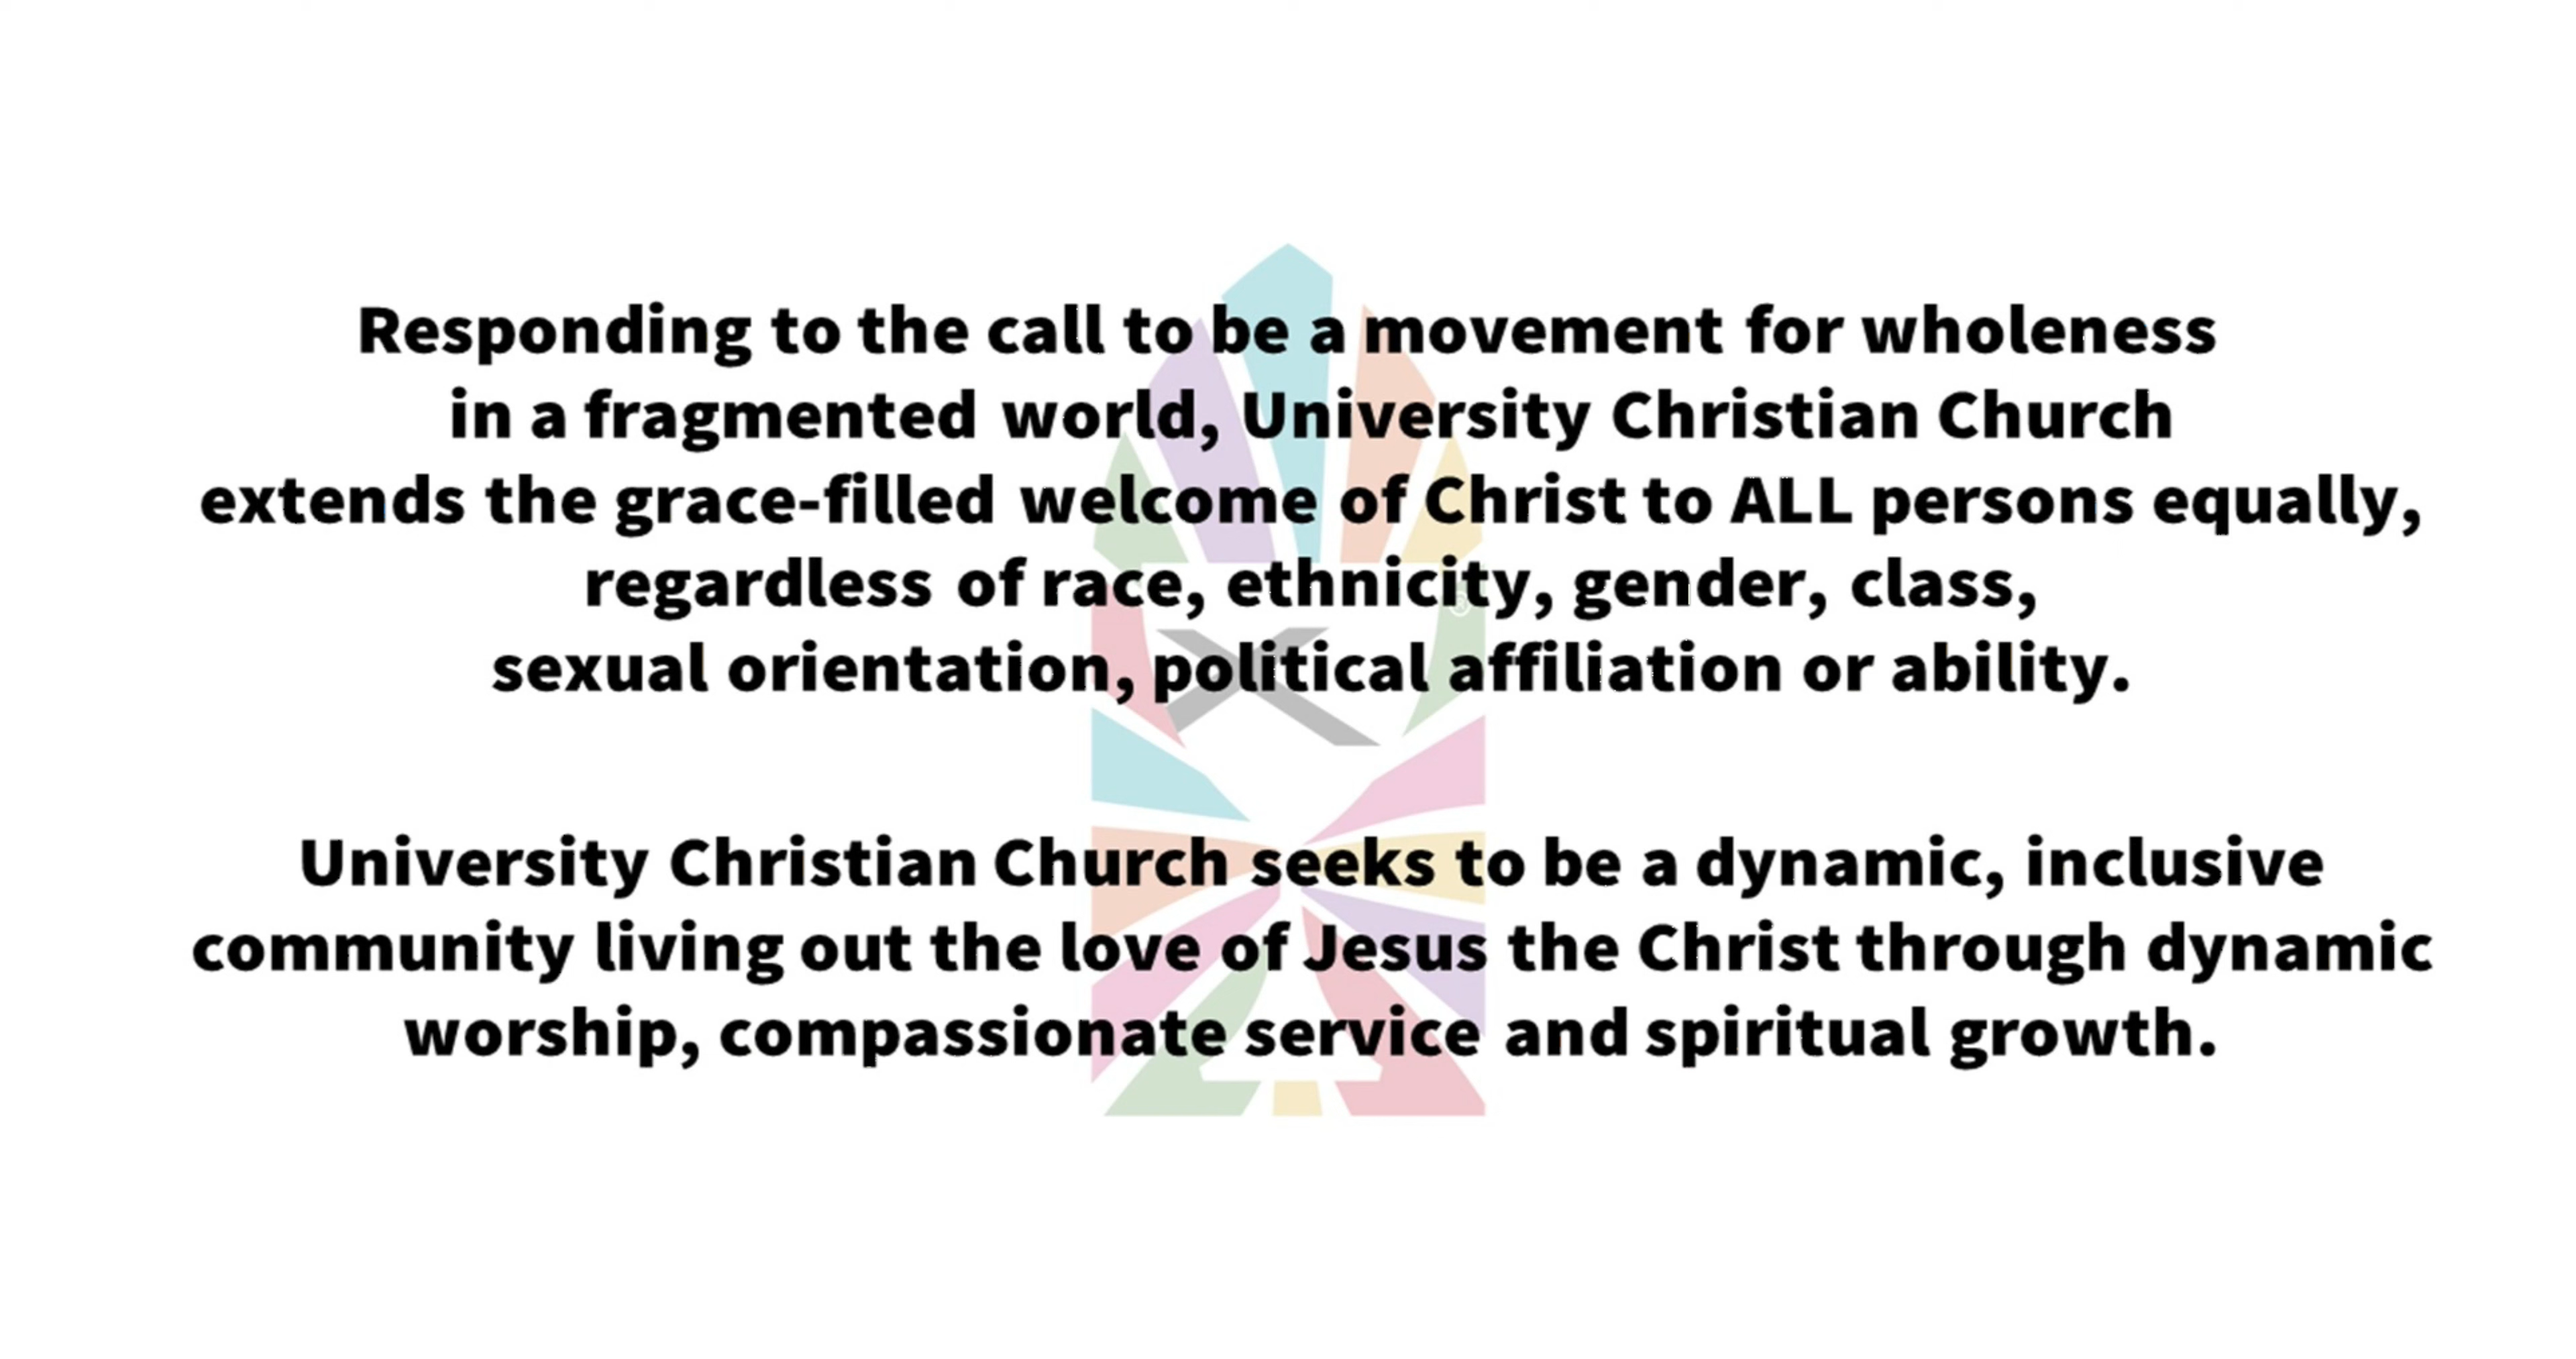 Responding to the call to be a movement for wholeness
in a fragmented world, University Christian Church
extends the grace-filled welcome of Christ to ALL persons equally,
regardless of race, ethnicity, gender, class,
sexual orientation, political affiliation or ability.
University Christian Church seeks to be a dynamic, inclusive
community living out the love of Jesus the Christ through dynamic
worship, compassionate service and spiritual growth.